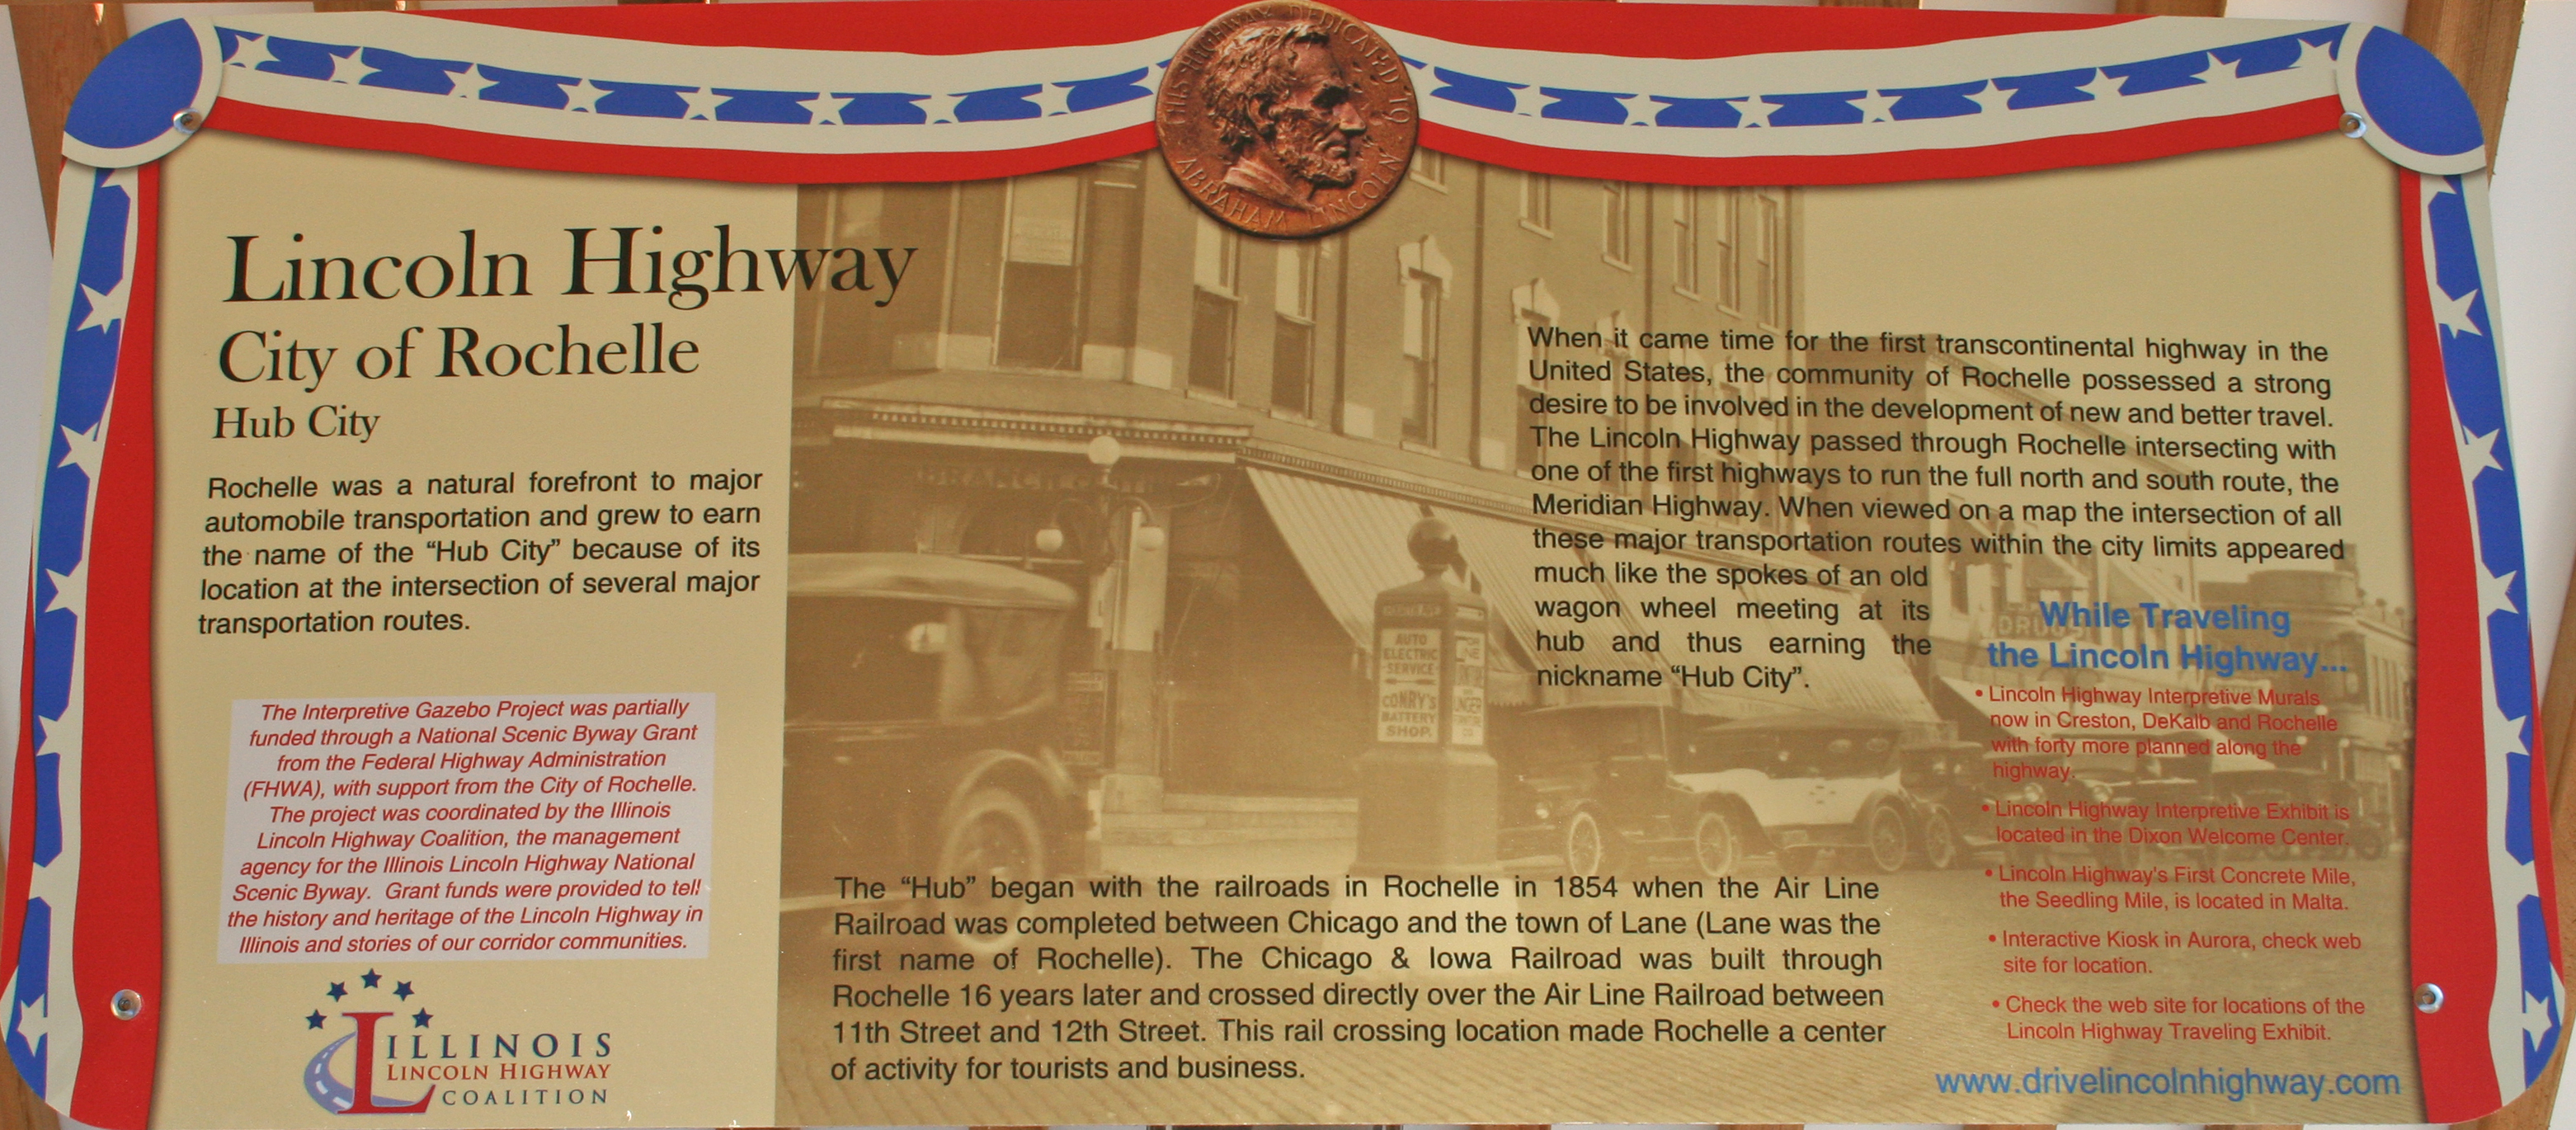 THIS HIGHWAY DEDICATED 19
ABRAHAM LINCOLN
Lincoln Highway
City of Rochelle
Hub City
Rochelle was a natural forefront to major
automobile transportation and grew to earn
the name of the “Hub City” because of its
location at the intersection of several major
transportation routes.
The Interpretive Gazebo Project was partially
funded through a National Scenic Byway Grant
from the Federal Highway Administration
(FHWA), with support from the City of Rochelle.
The project was coordinated by the Illinois
Lincoln Highway Coalition, the management
agency for the Illinois Lincoln Highway National
Scenic Byway. Grant funds were provided to tell
the history and heritage of the Lincoln Highway in
Illinois and stories of our corridor communities.
ILLINOIS
LINCOLN HIGHWAY
COALITION
BRANCH
AUTO
ELECTRIC
SERVICE
CONRY'S
BATTERY
SHOP.
The “Hub” began with the railroads in Rochelle in 1854 when the Air Line
Railroad was completed between Chicago and the town of Lane (Lane was the
first name of Rochelle). The Chicago & Iowa Railroad was built through
Rochelle 16 years later and crossed directly over the Air Line Railroad between
11th Street and 12th Street. This rail crossing location made Rochelle a center
of activity for tourists and business.
When it came time for the first transcontinental highway in the
United States, the community of Rochelle possessed a strong
desire to be involved in the development of new and better travel.
The Lincoln Highway passed through Rochelle intersecting with
one of the first highways to run the full north and south route, the
Meridian Highway. When viewed on a map the intersection of all
these major transportation routes within the city limits appeared
much like the spokes of an old
wagon wheel meeting at its
hub and thus earning the
nickname “Hub City”.
DRUGS
While Traveling
the Lincoln Highway...
• Lincoln Highway Interpretive Murals
now in Creston, DeKalb and Rochelle
with forty more planned along the
highway.
• Lincoln Highway Interpretive Exhibit is
located in the Dixon Welcome Center.
• Lincoln Highway's First Concrete Mile,
the Seedling Mile, is located in Malta.
• Interactive Kiosk in Aurora, check web
site for location.
• Check the web site for locations of the
Lincoln Highway Traveling Exhibit.
www.drivelincolnhighway.com